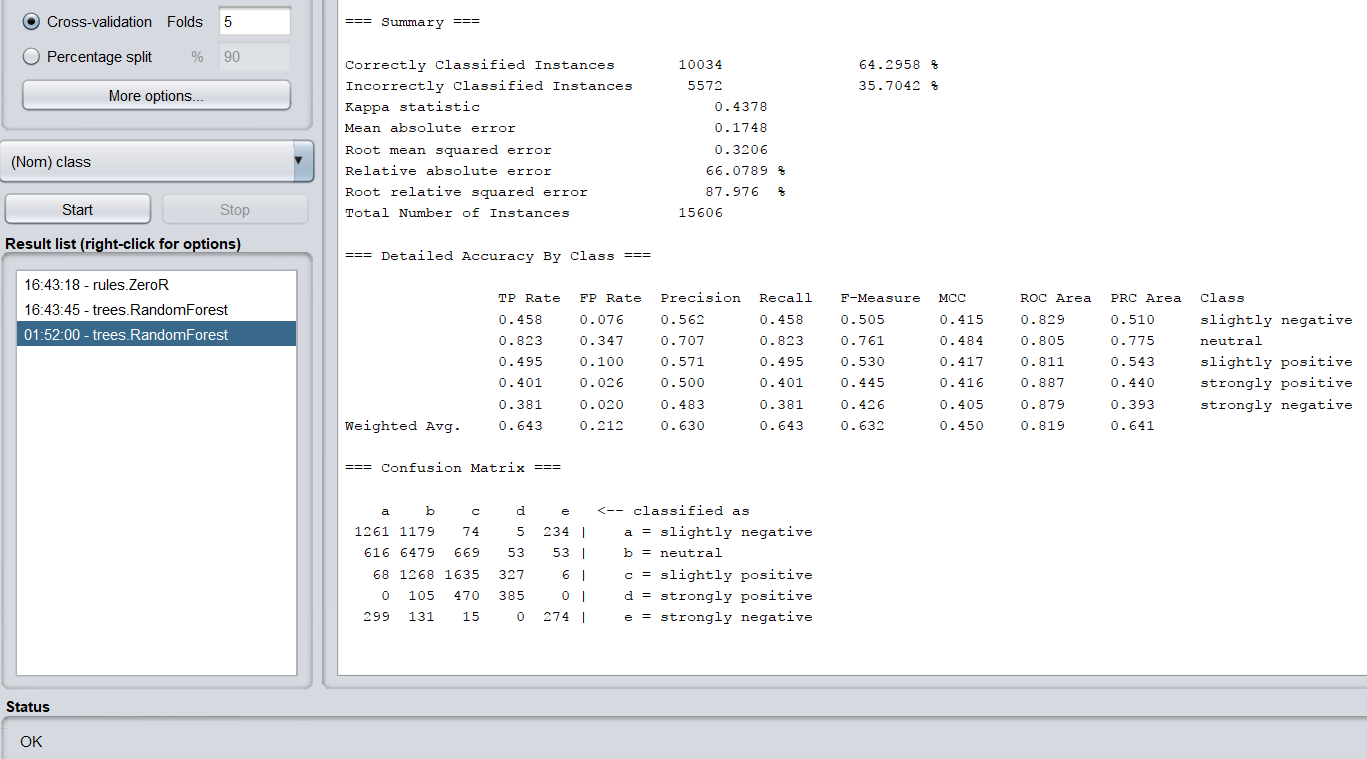 Cross-validation Folds 5
Percentage split % 90
More options...
(Nom) class
Start Stop
Result list (right-click for options)
16:43:18 - rules.ZeroR
16:43:45 - trees.RandomForest
01:52:00 - trees.RandomForest
=== Summary ===
Correctly Classified Instances 10034 64.2958 %
Incorrectly Classified Instances 5572 35.7042 %
Kappa statistic 0.4378
Mean absolute error 0.1748
Root mean squared error 0.3206
Relative absolute error 66.0789 %
Root relative squared error 87.976 %
Total Number of Instances 15606
=== Detailed Accuracy By Class ===
TP Rate FP Rate Precision Recall F-Measure MCC ROC Area PRC Area Class
0.458 0.076 0.562 0.458 0.505 0.415 0.829 0.510 slightly negative
0.823 0.347 0.707 0.823 0.761 0.484 0.805 0.775 neutral
0.495 0.100 0.571 0.495 0.530 0.417 0.811 0.543 slightly positive
0.401 0.026 0.500 0.401 0.445 0.416 0.887 0.440 strongly positive
0.381 0.020 0.483 0.381 0.426 0.405 0.879 0.393 strongly negative
Weighted Avg. 0.643 0.212 0.630 0.643 0.632 0.450 0.819 0.641
=== Confusion Matrix ===
a b c d e <-- classified as
1261 1179 74 5 234 | a = slightly negative
616 6479 669 53 53 | b = neutral
68 1268 1635 327 6 | c = slightly positive
0 105 470 385 0 | d = strongly positive
299 131 15 0 274 | e = strongly negative
Status
OK